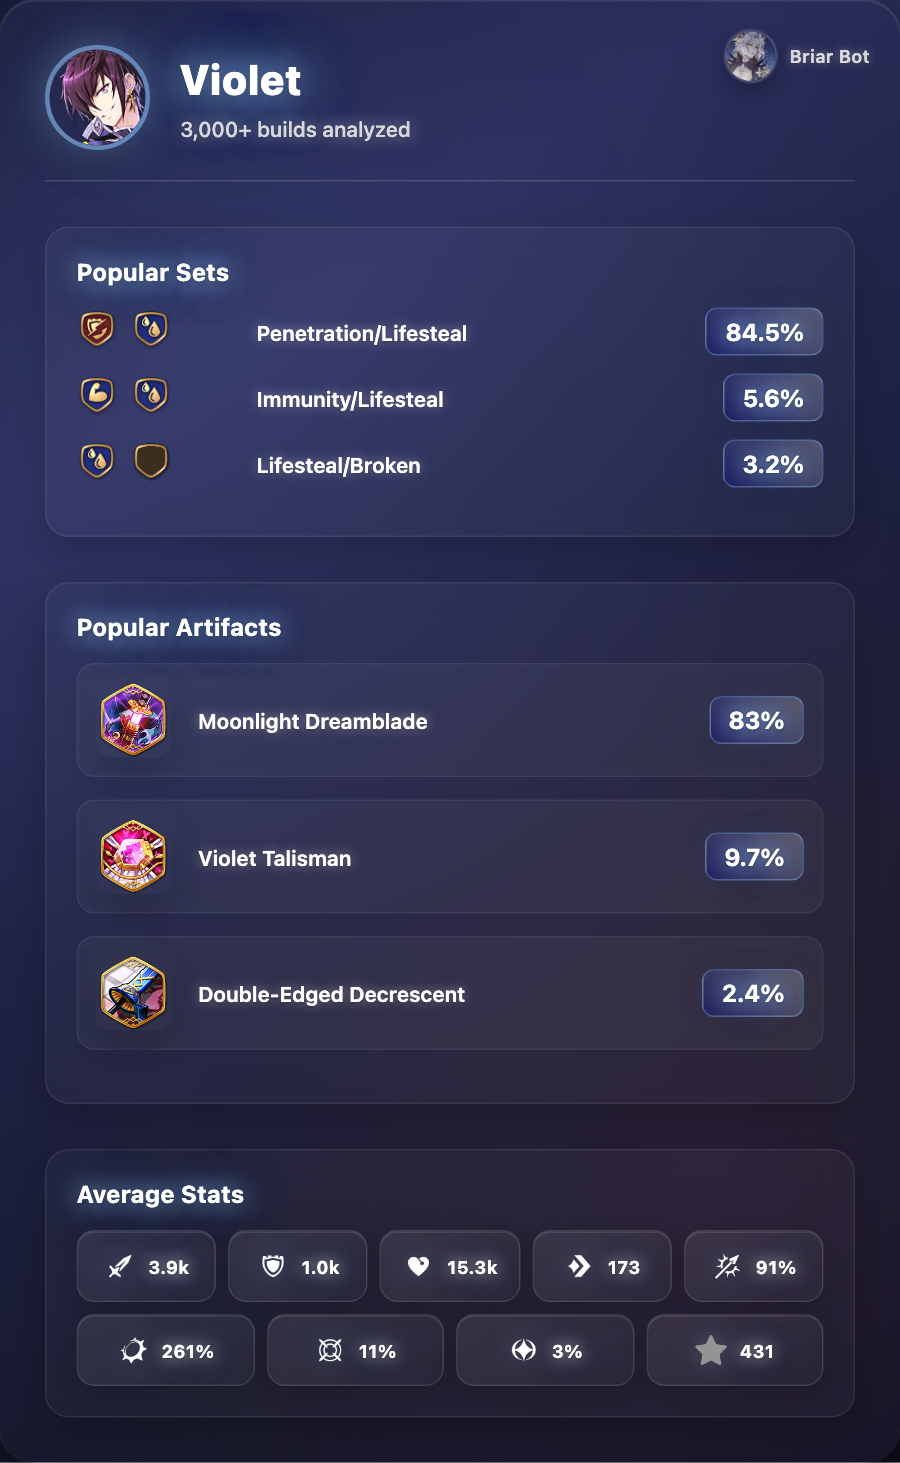 Violet
3,000+ builds analyzed
Briar Bot
Popular Sets
Penetration/Lifesteal
84.5%
Immunity/Lifesteal
5.6%
Lifesteal/Broken
3.2%
Popular Artifacts
Moonlight Dreamblade
83%
Violet Talisman
9.7%
Double-Edged Decrescent
2.4%
Average Stats
3.9k
1.0k
15.3k
173
91%
261%
11%
3%
431